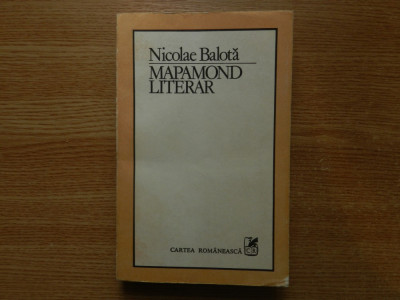 Nicolae Balotă
MAPAMOND
LITERAR
CARTEA ROMÂNEASCĂ